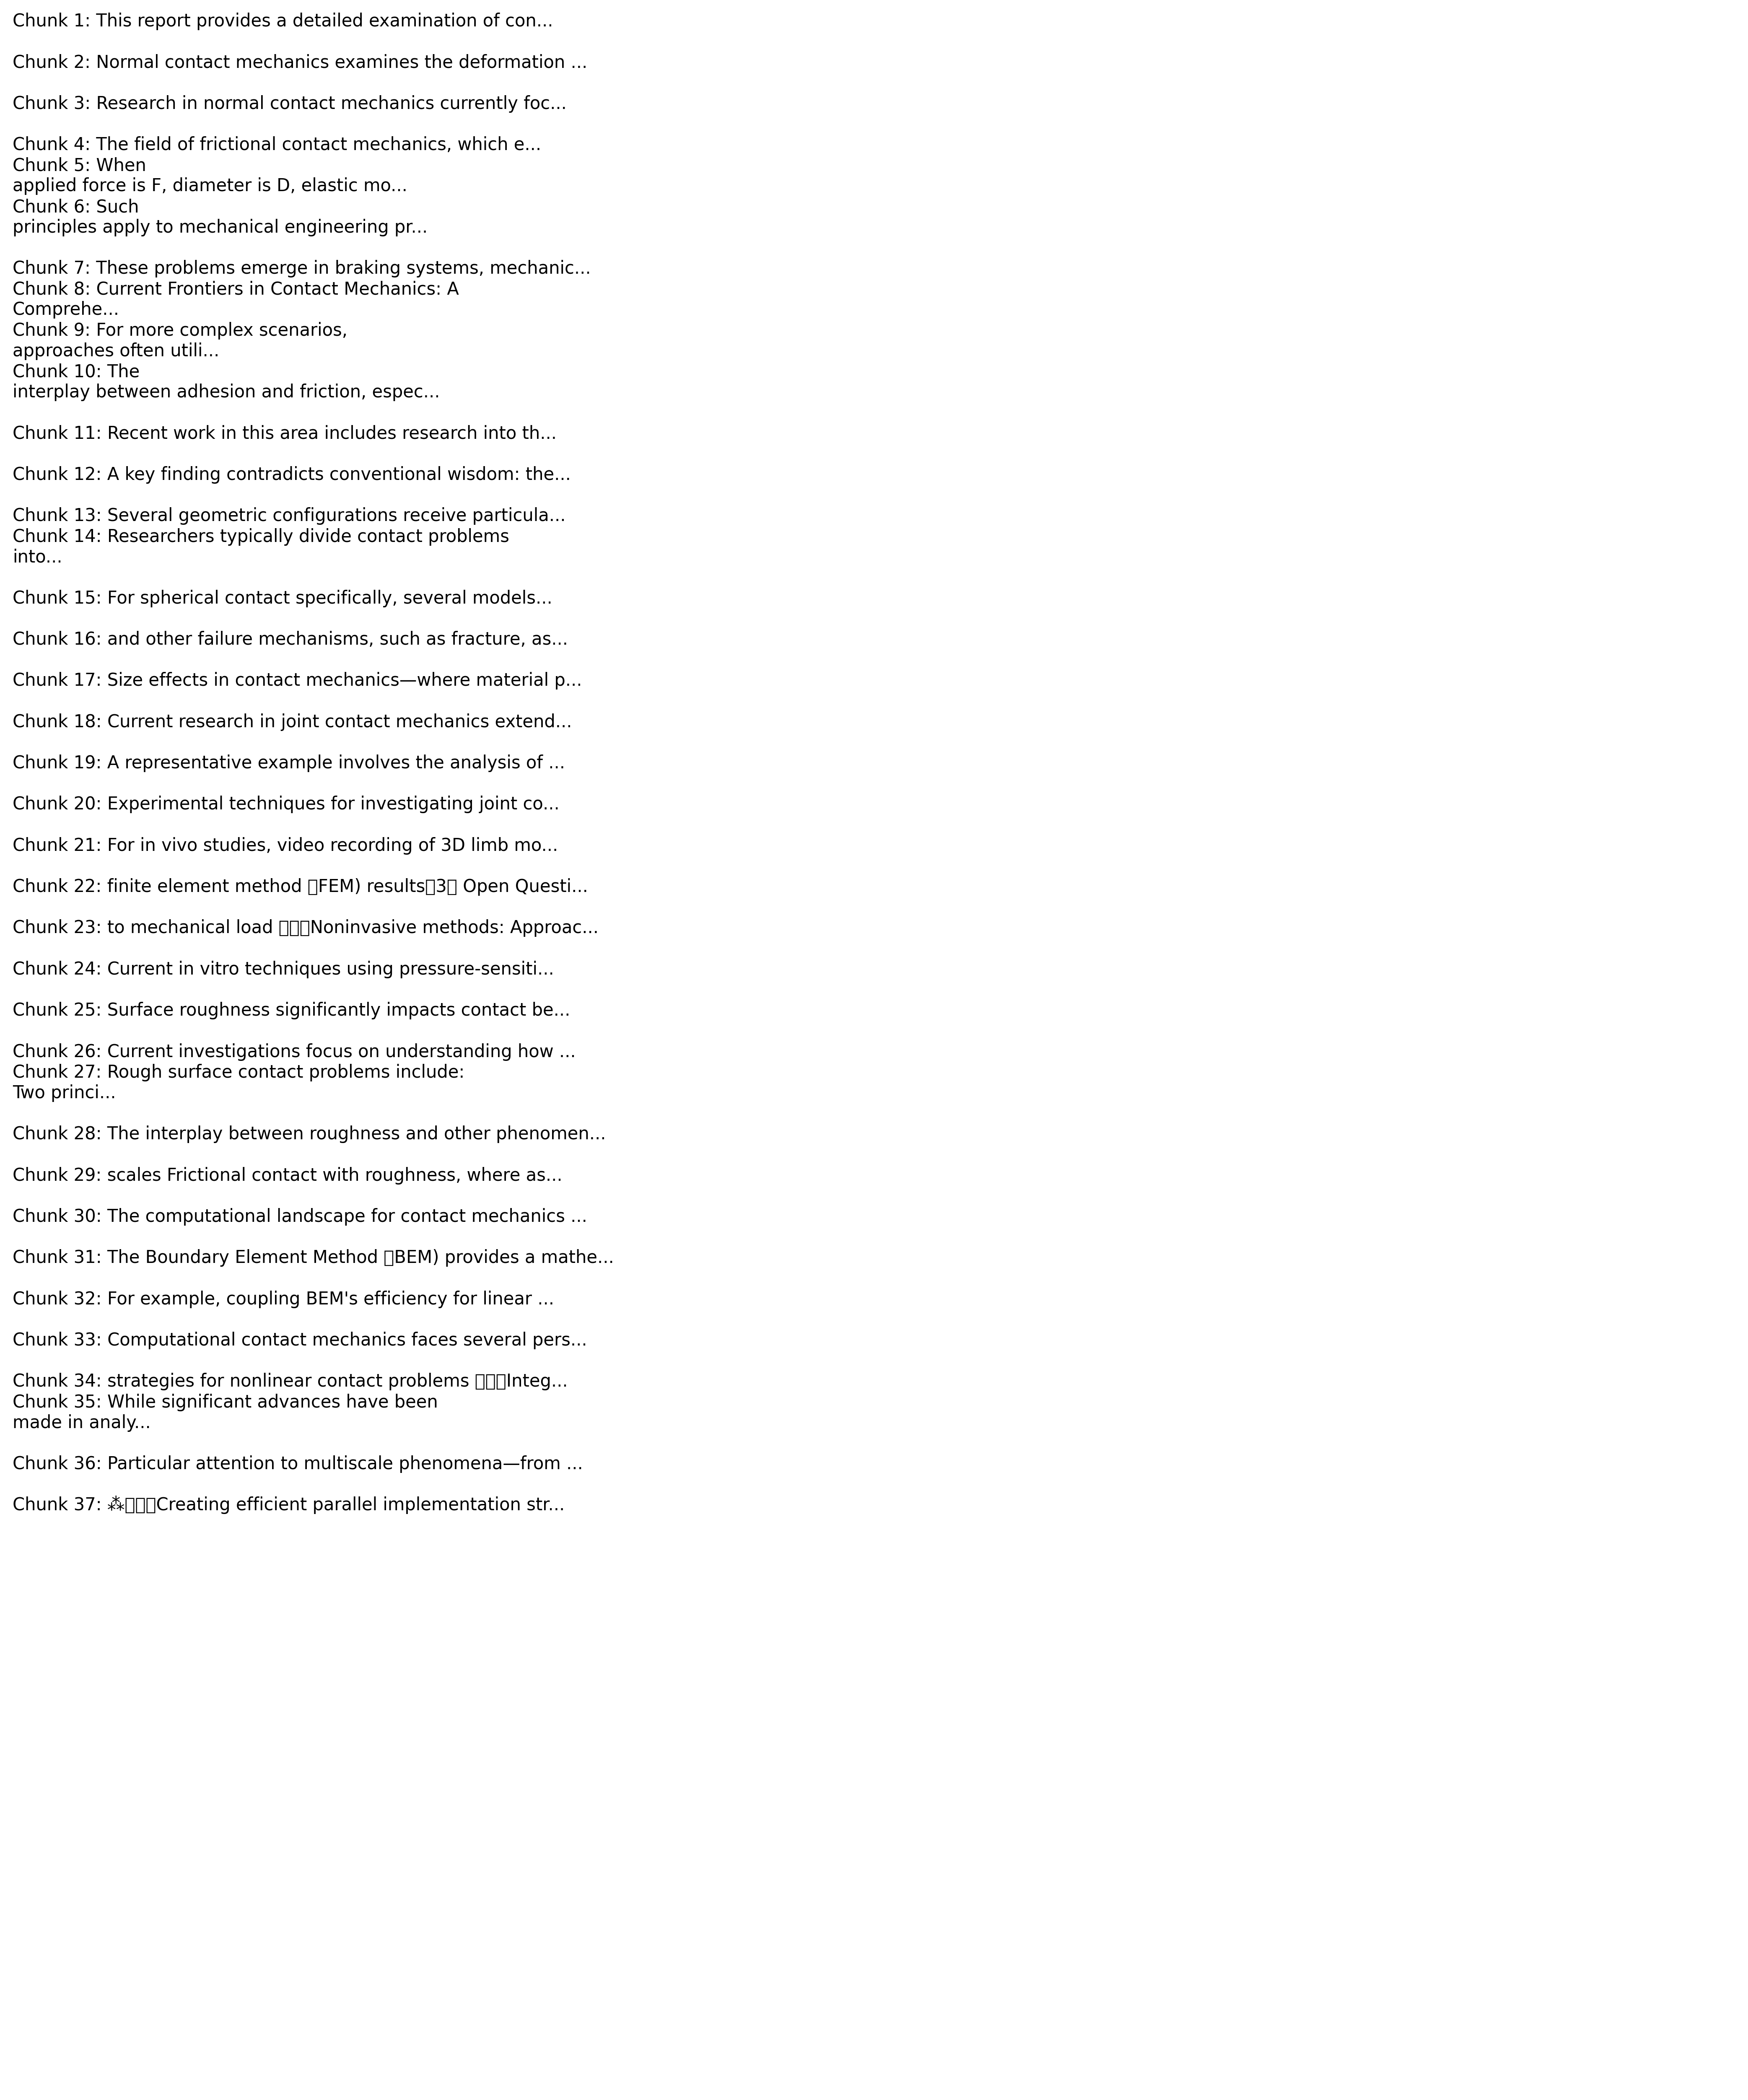 Chunk 1: This report provides a detailed examination of con...
Chunk 2: Normal contact mechanics examines the deformation ...
Chunk 3: Research in normal contact mechanics currently foc...
Chunk 4: The field of frictional contact mechanics, which e...
Chunk 5: When
applied force is F, diameter is D, elastic mo...
Chunk 6: Such
principles apply to mechanical engineering pr...
Chunk 7: These problems emerge in braking systems, mechanic...
Chunk 8: Current Frontiers in Contact Mechanics: A
Comprehe...
Chunk 9: For more complex scenarios,
approaches often utili...
Chunk 10: The
interplay between adhesion and friction, espec...
Chunk 11: Recent work in this area includes research into th...
Chunk 12: A key finding contradicts conventional wisdom: the...
Chunk 13: Several geometric configurations receive particula...
Chunk 14: Researchers typically divide contact problems
into...
Chunk 15: For spherical contact specifically, several models...
Chunk 16: and other failure mechanisms, such as fracture, as...
Chunk 17: Size effects in contact mechanics—where material p...
Chunk 18: Current research in joint contact mechanics extend...
Chunk 19: A representative example involves the analysis of ...
Chunk 20: Experimental techniques for investigating joint co...
Chunk 21: For in vivo studies, video recording of 3D limb mo...
Chunk 22: finite element method ▯FEM) results▯3▯ Open Questi...
Chunk 23: to mechanical load ▯▯▯Noninvasive methods: Approac...
Chunk 24: Current in vitro techniques using pressure-sensiti...
Chunk 25: Surface roughness significantly impacts contact be...
Chunk 26: Current investigations focus on understanding how ...
Chunk 27: Rough surface contact problems include:
Two princi...
Chunk 28: The interplay between roughness and other phenomen...
Chunk 29: scales Frictional contact with roughness, where as...
Chunk 30: The computational landscape for contact mechanics ...
Chunk 31: The Boundary Element Method ▯BEM) provides a mathe...
Chunk 32: For example, coupling BEM's efficiency for linear ...
Chunk 33: Computational contact mechanics faces several pers...
Chunk 34: strategies for nonlinear contact problems ▯▯▯Integ...
Chunk 35: While significant advances have been
made in analy...
Chunk 36: Particular attention to multiscale phenomena—from ...
Chunk 37: ⁂▯▯▯Creating efficient parallel implementation str...